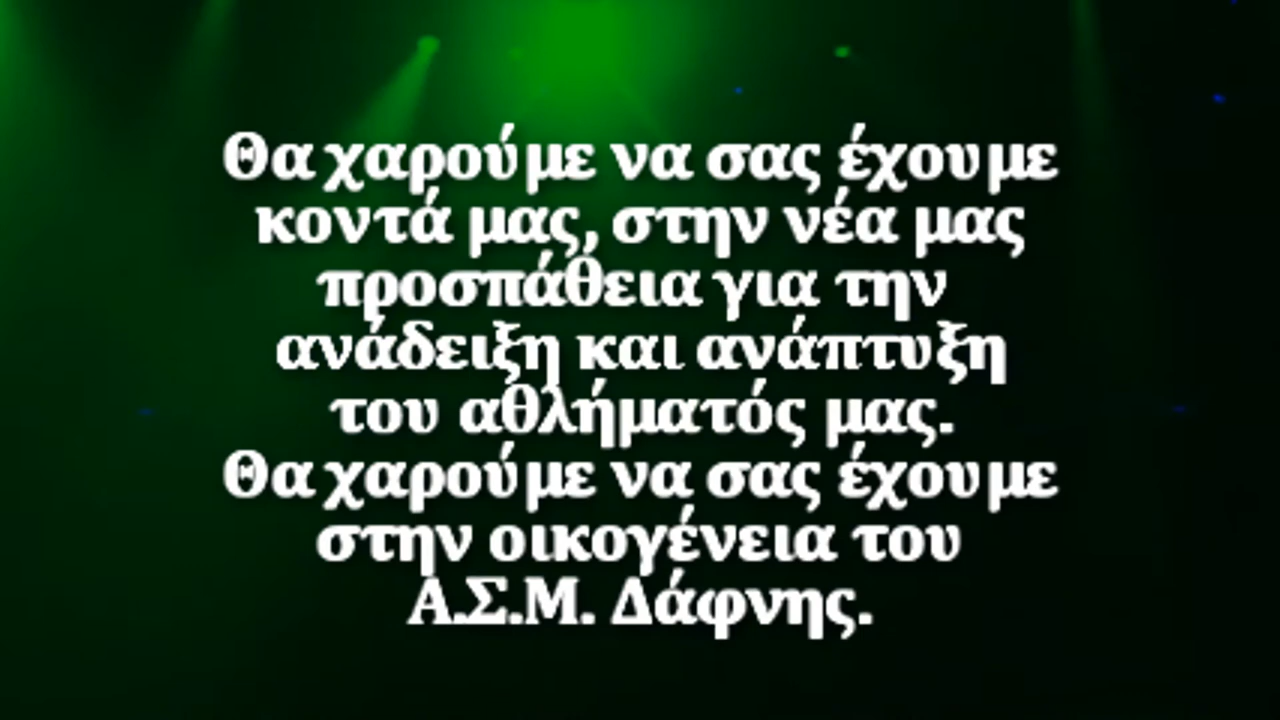 Θα χαρούμε να σας έχουμε
κοντά μας, στην νέα μας
προσπάθεια για την
ανάδειξη και ανάπτυξη
του αθλήματός μας.
Θα χαρούμε να σας έχουμε
στην οικογένεια του
Α.Σ.Μ. Δάφνης.